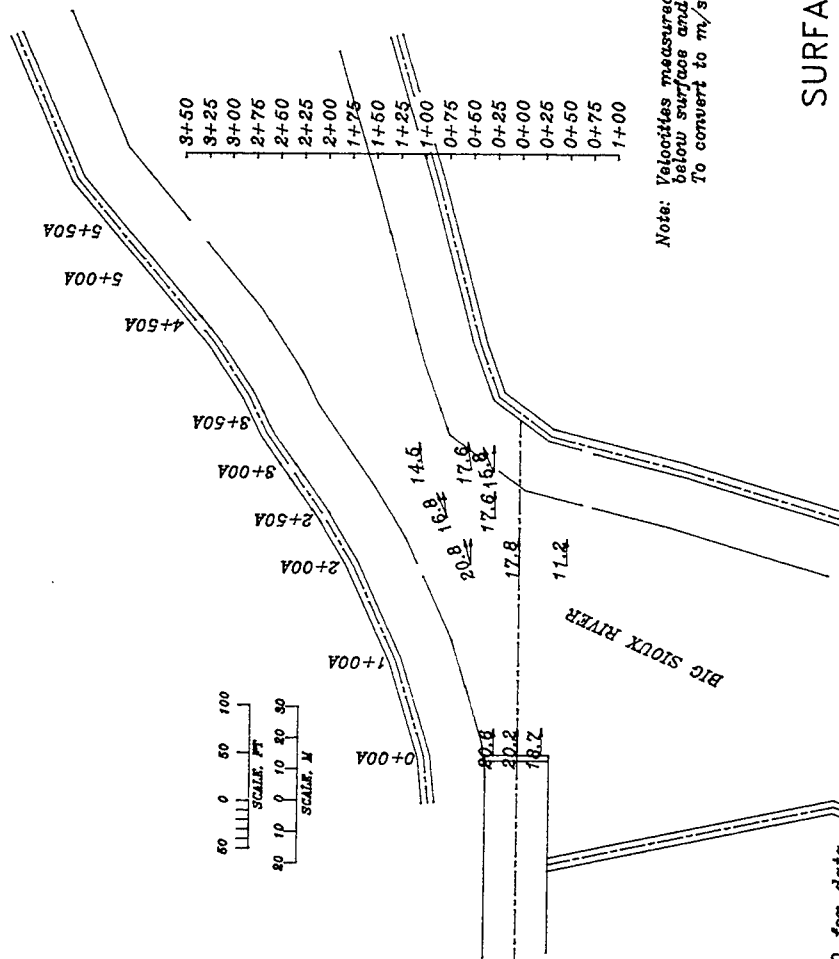 5+50A
5+00A
4+50A
3+50A
3+00A
2+50A
2+00A
1+00A
0+00A
3+50
3+25
3+00
2+75
2+50
2+25
2+00
1+75
1+50
1+25
1+00
0+75
0+50
0+25
0+00
0+25
0+50
0+75
1+00
14.5
17.6
15.8
16.8
17.6
20.8
17.8
11.2
20.8
20.2
18.7
BIG SIOUX RIVER
50 0 50 100
SCALE, FT
20 10 0 10 20 30
SCALE, M
Note: Velocities measured
below surface and
To convert to m/s
SURFA
for data